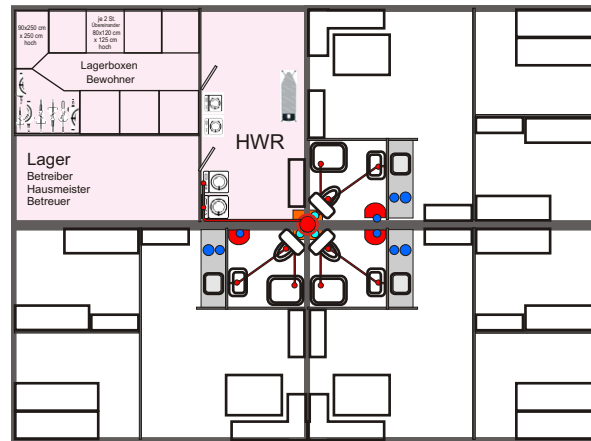 90x250 cm
x 250 cm
hoch
je 2 St.
Übereinander
80x120 cm
x 125 cm
hoch
Lagerboxen
Bewohner
HWR
Lager
Betreiber
Hausmeister
Betreuer